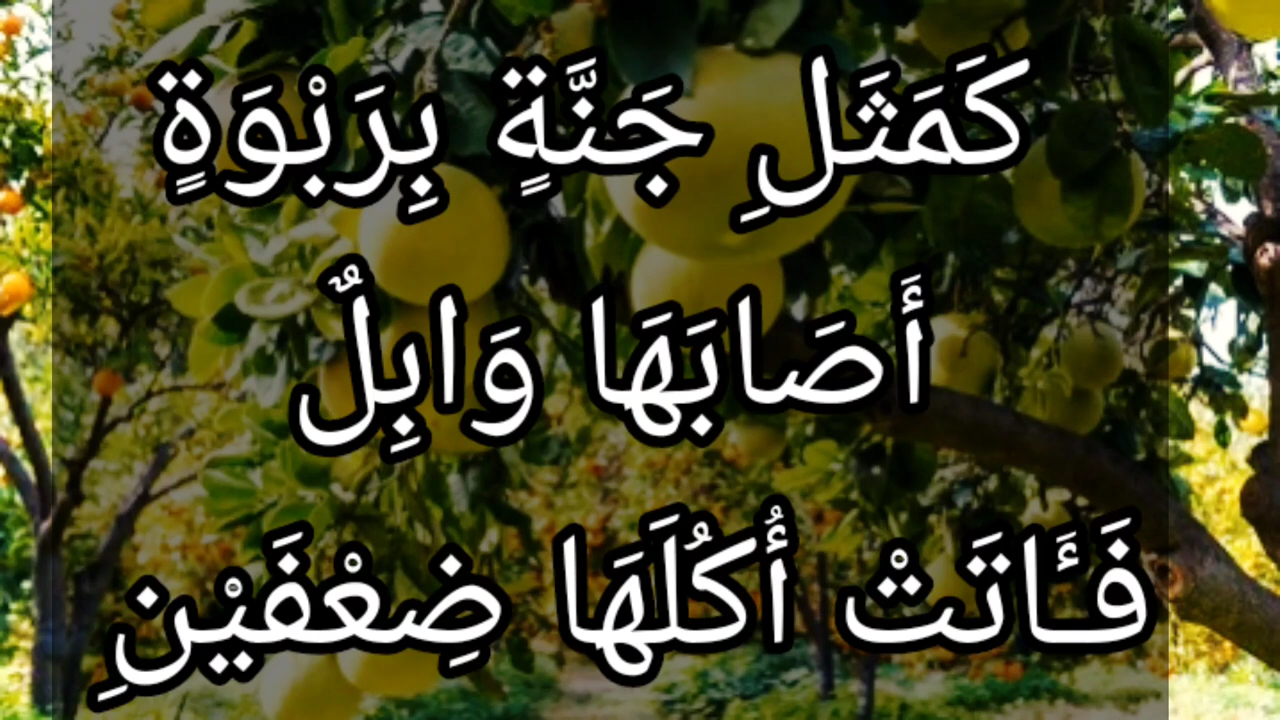 كَمَثَلِ جَنَّةٍ بِرَبْوَةٍ
أَصَابَهَا وَابِلٌ
فَـَٔاتَتْ أُكُلَهَا ضِعْفَيْنِ